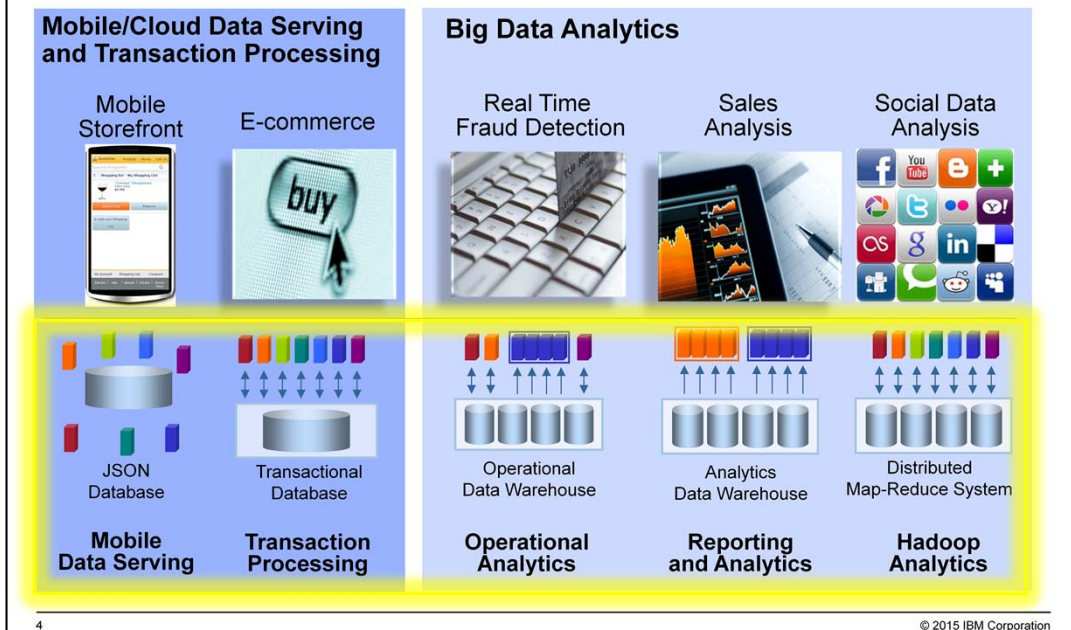 Mobile/Cloud Data Serving
and Transaction Processing
Big Data Analytics
Mobile
Storefront
E-commerce
Real Time
Fraud Detection
Sales
Analysis
Social Data
Analysis
buy
You
Tube
JSON
Database
Transactional
Database
Operational
Data Warehouse
Analytics
Data Warehouse
Distributed
Map-Reduce System
Mobile
Data Serving
Transaction
Processing
Operational
Analytics
Reporting
and Analytics
Hadoop
Analytics
4
© 2015 IBM Corporation